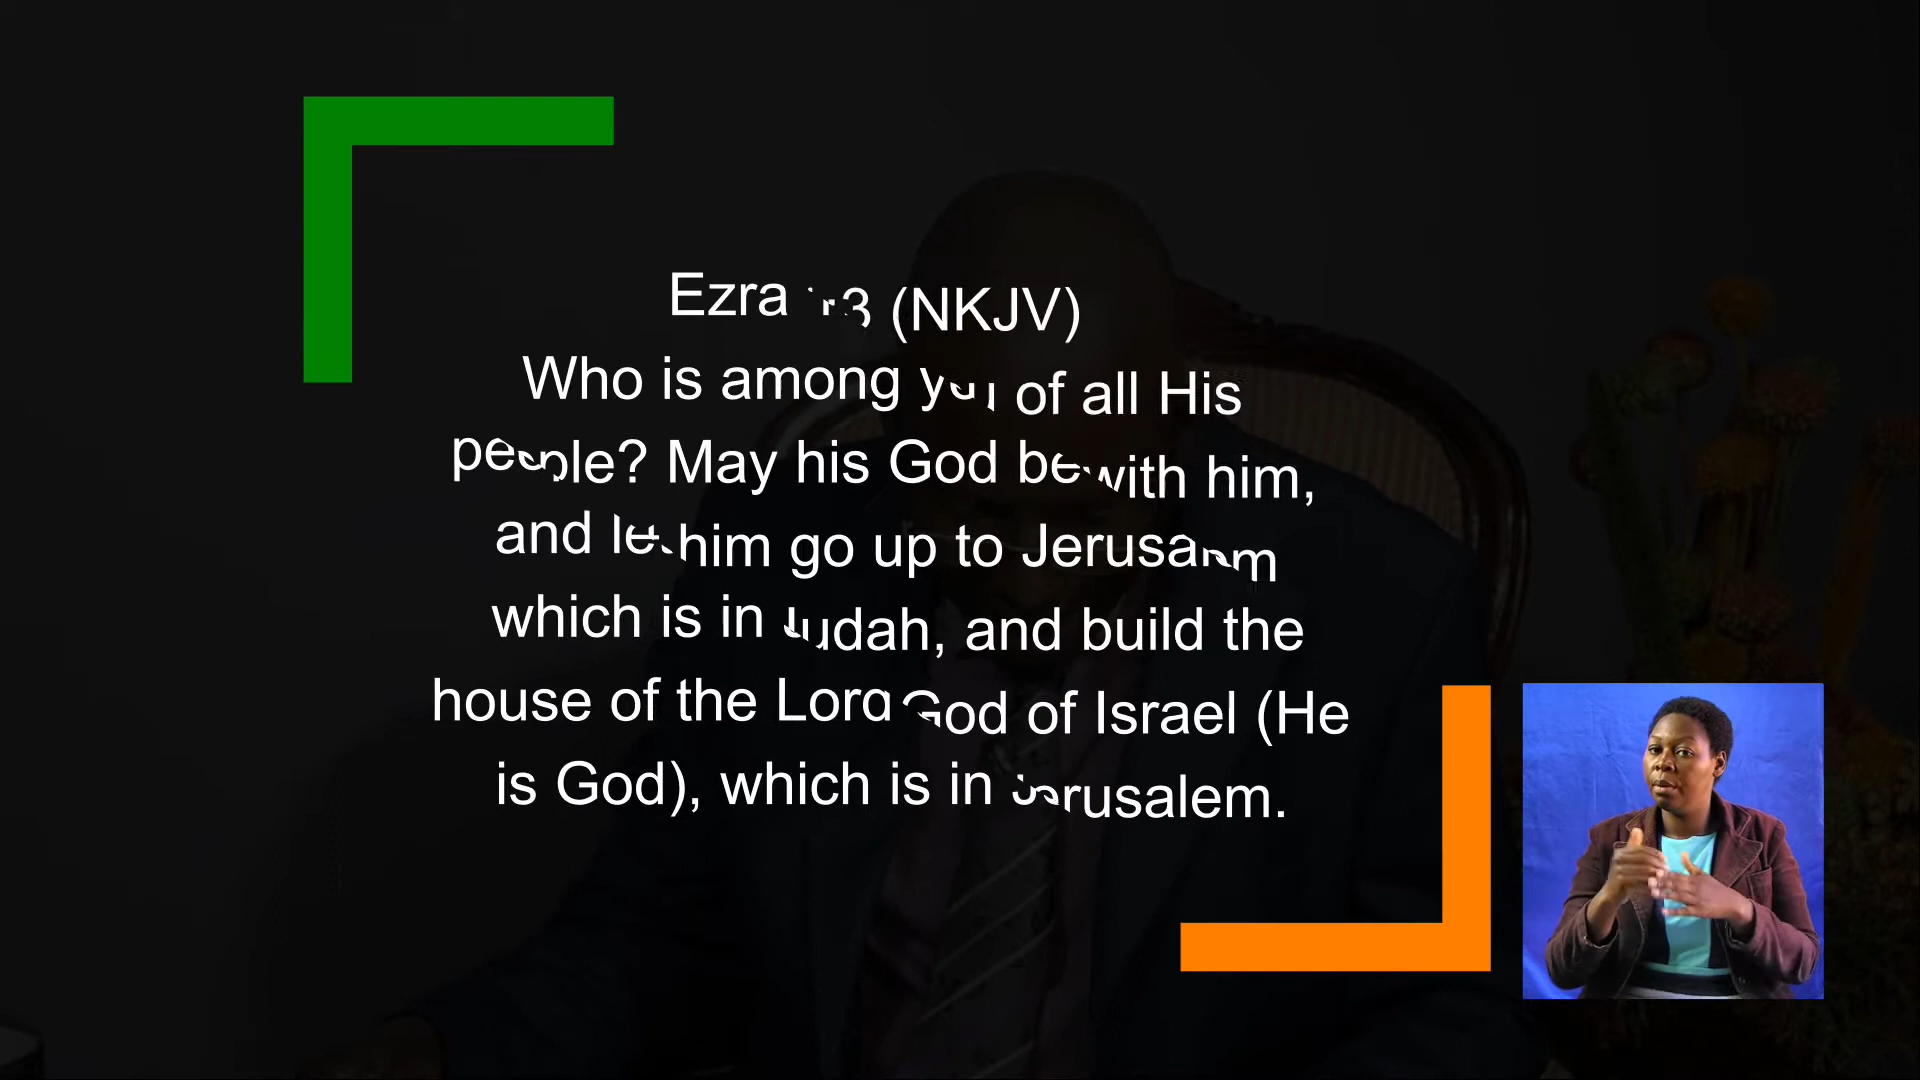 Ezra 1:3 (NKJV)
Who is among you of all His
people? May his God be with him,
and let him go up to Jerusalem
which is in Judah, and build the
house of the Lord God of Israel (He
is God), which is in Jerusalem.